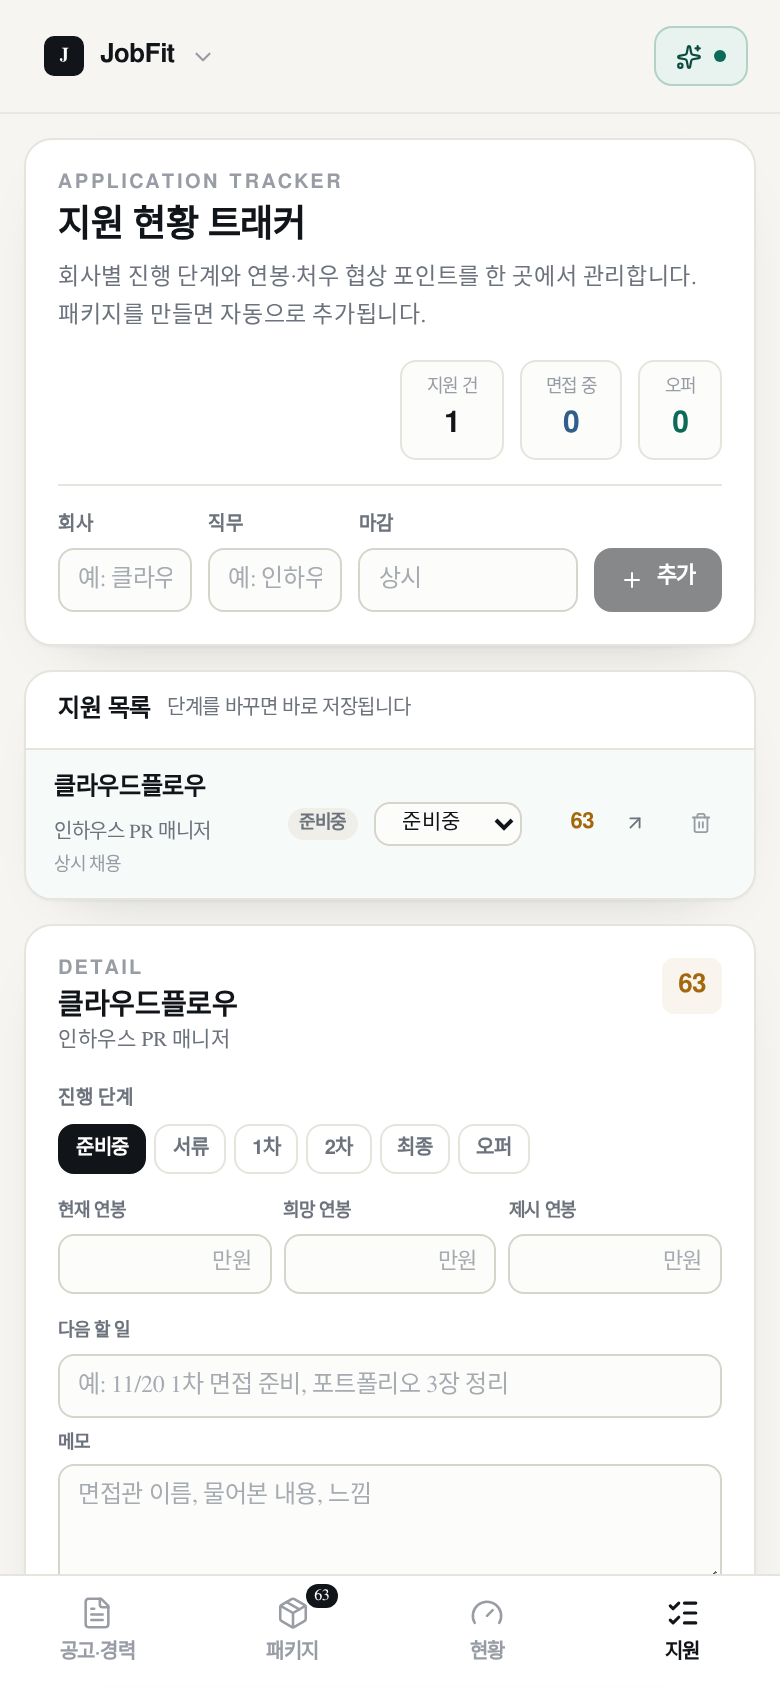 J JobFit
APPLICATION TRACKER
지원 현황 트래커
회사별 진행 단계와 연봉·처우 협상 포인트를 한 곳에서 관리합니다.
패키지를 만들면 자동으로 추가됩니다.
지원 건 면접 중 오퍼
1 0 0
회사 직무 마감
예: 클라우 예: 인하우 상시 + 추가
지원 목록 단계를 바꾸면 바로 저장됩니다
클라우드플로우
인하우스 PR 매니저 준비중 준비중 63
상시 채용
DETAIL
클라우드플로우 63
인하우스 PR 매니저
진행 단계
준비중 서류 1차 2차 최종 오퍼
현재 연봉 희망 연봉 제시 연봉
만원 만원 만원
다음 할 일
예: 11/20 1차 면접 준비, 포트폴리오 3장 정리
메모
면접관 이름, 물어본 내용, 느낌
63
공고·경력 패키지 현황 지원